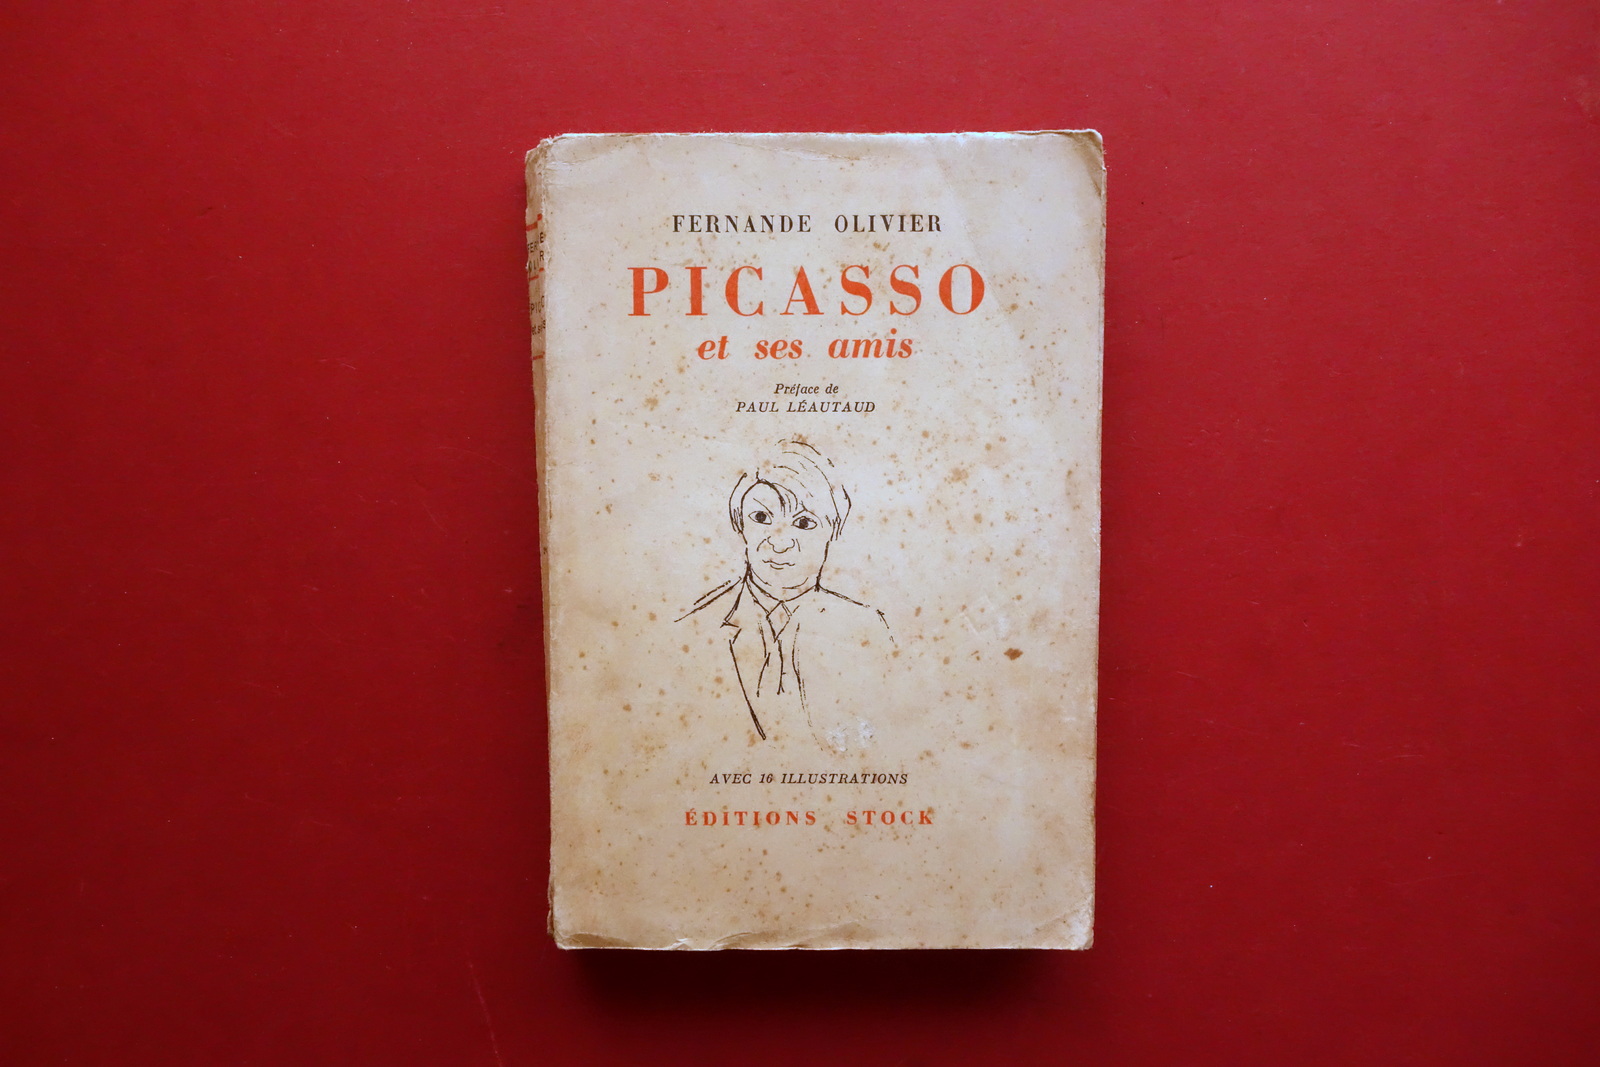 FERNANDE OLIVIER
PICASSO
et ses amis
Préface de
PAUL LÉAUTAUD
AVEC 16 ILLUSTRATIONS
ÉDITIONS STOCK